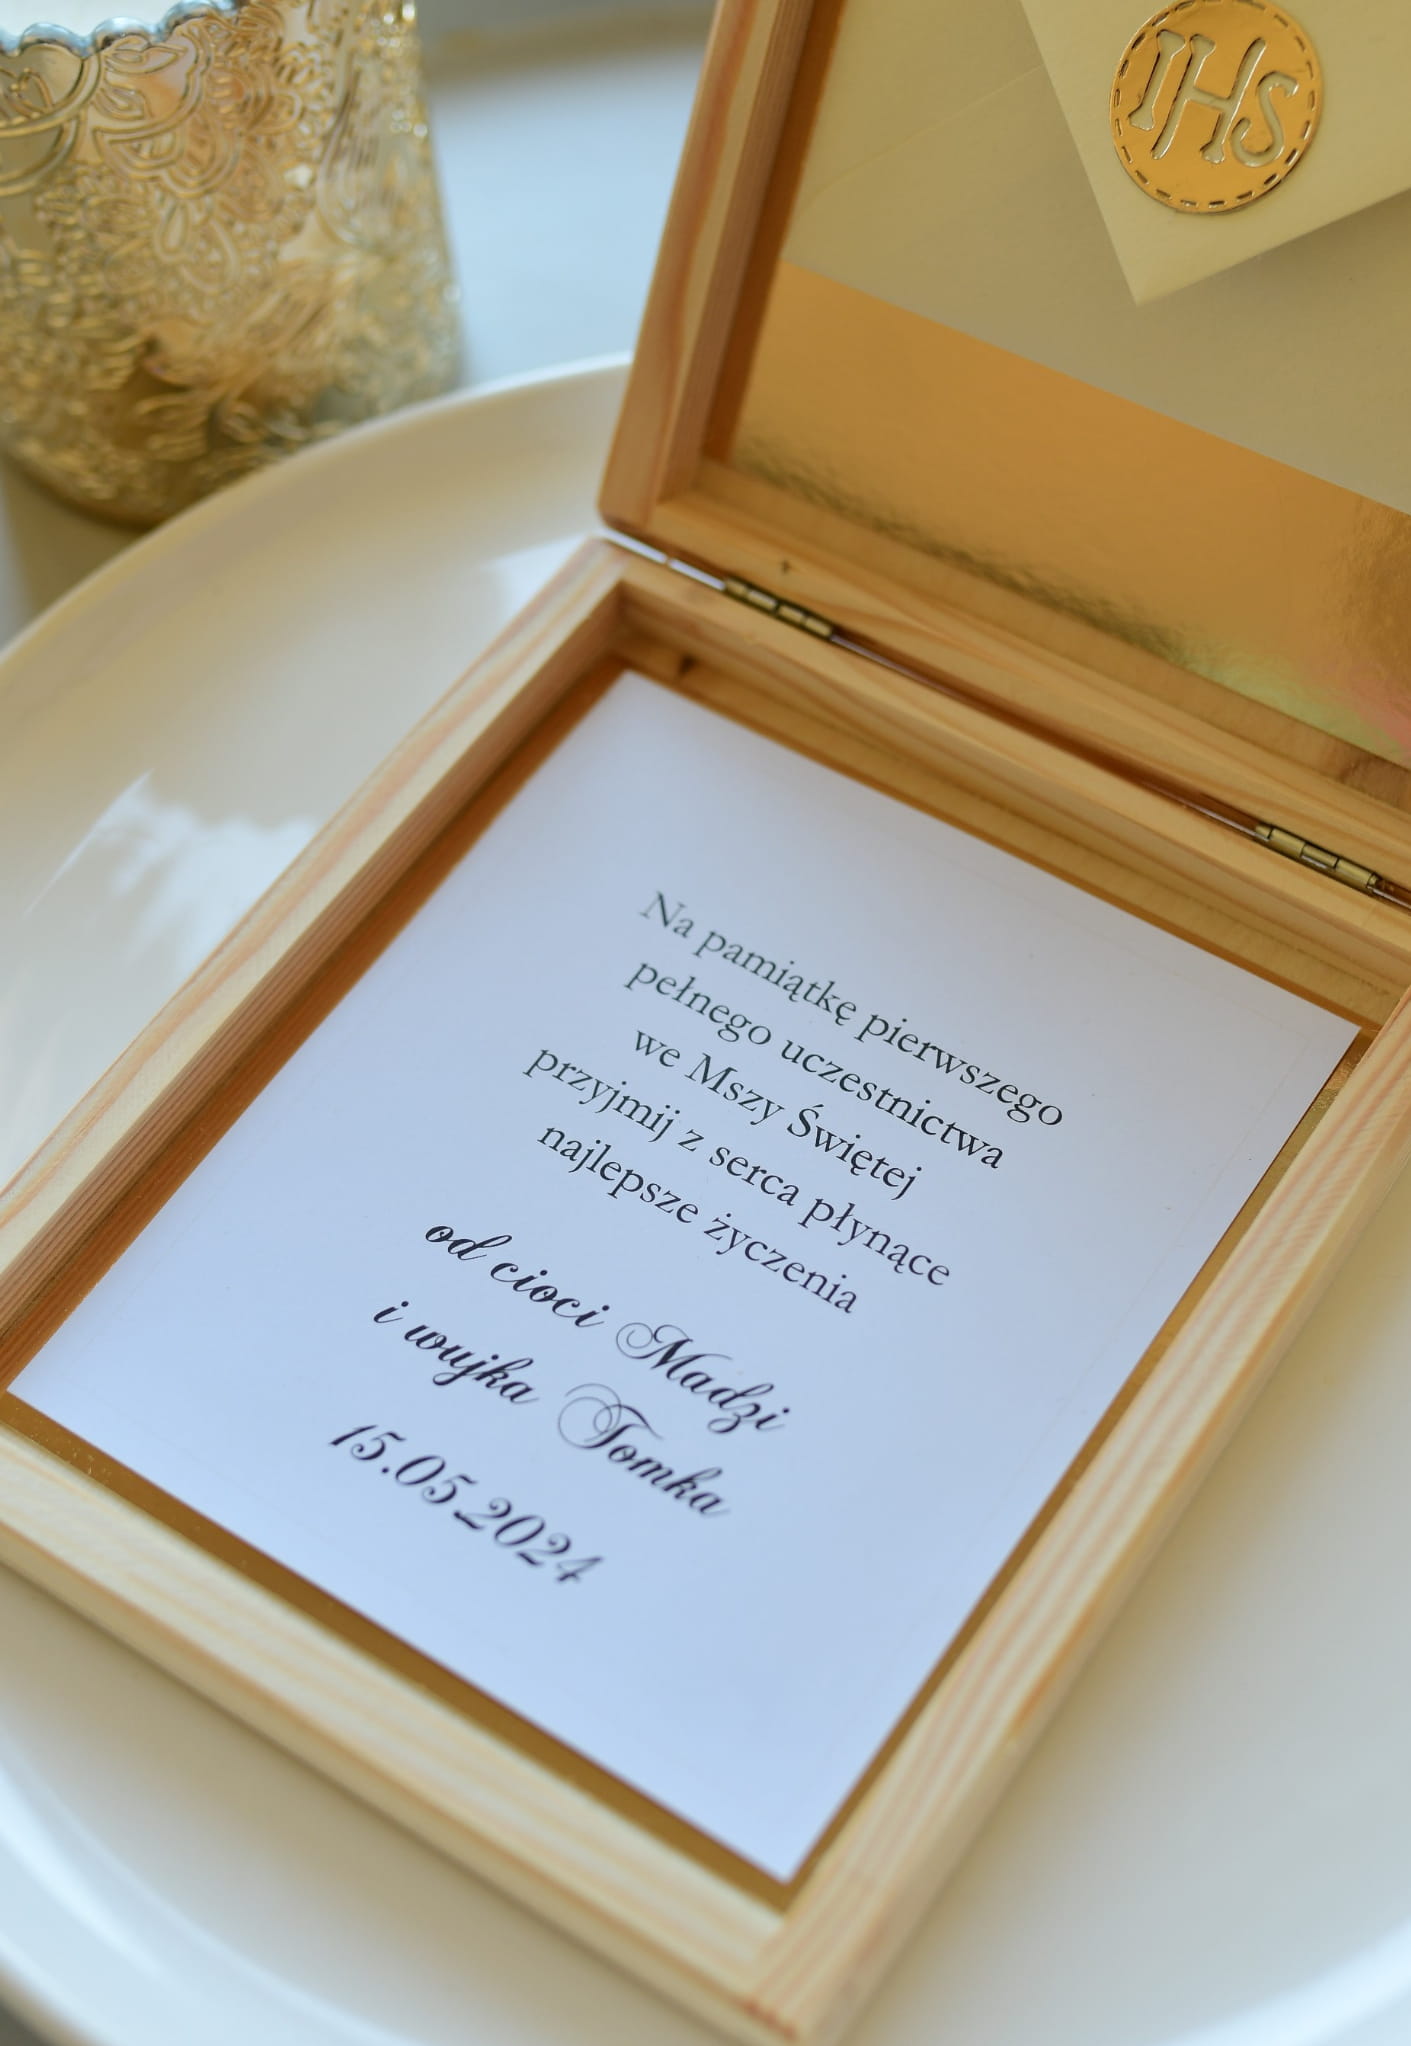 IHS
Na pamiątkę pierwszego
pełnego uczestnictwa
we Mszy Świętej
przyjmij z serca płynące
najlepsze życzenia
od cioci Madzi
i wujka Tomka
15.05.2024